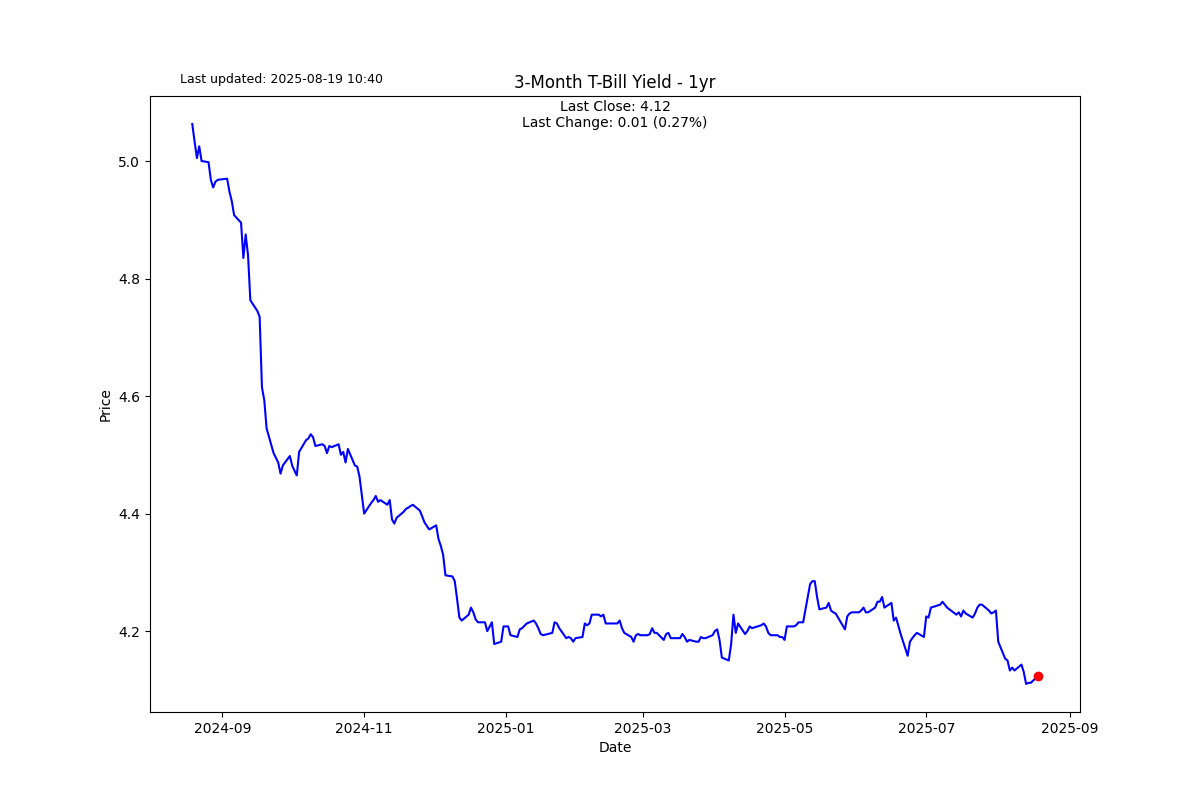 Last updated: 2025-08-19 10:40
3-Month T-Bill Yield - 1yr
Last Close: 4.12
Last Change: 0.01 (0.27%)
5.0
4.8
4.6
4.4
4.2
Price
2024-09 2024-11 2025-01 2025-03 2025-05 2025-07 2025-09
Date